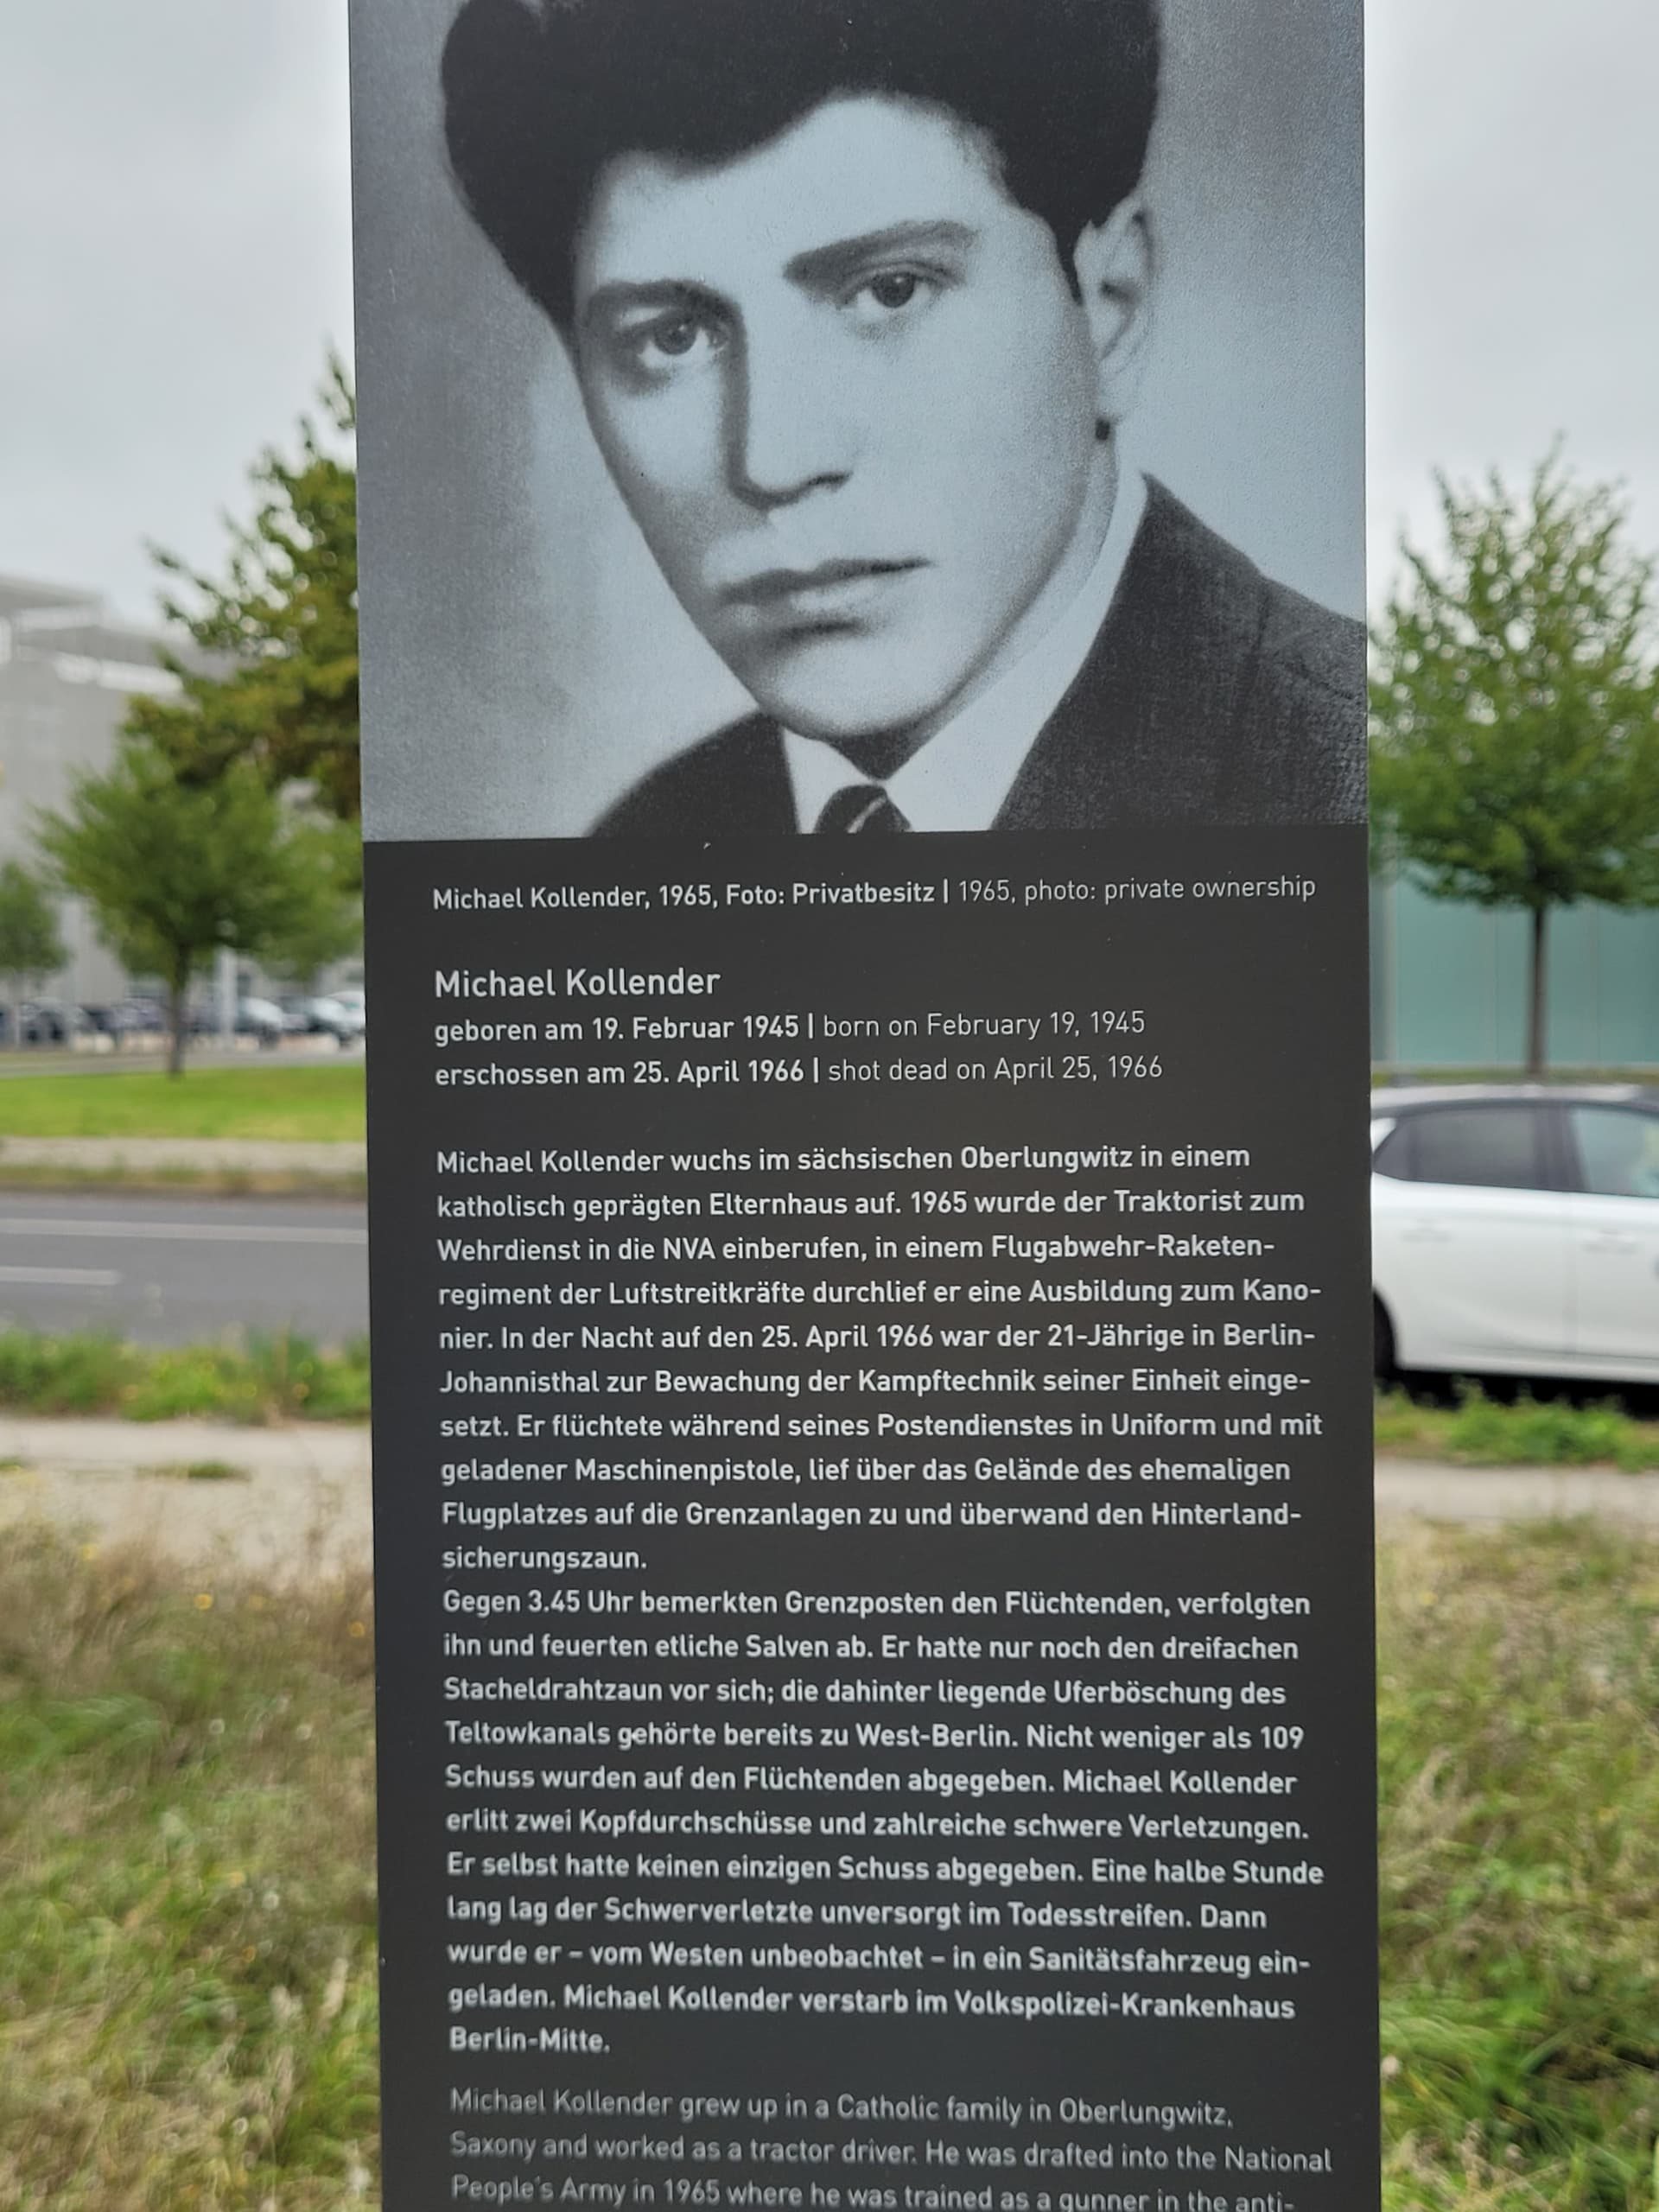 Michael Kollender, 1965, Foto: Privatbesitz | 1965, photo: private ownership
Michael Kollender
geboren am 19. Februar 1945 | born on February 19, 1945
erschossen am 25. April 1966 | shot dead on April 25, 1966
Michael Kollender wuchs im sächsischen Oberlungwitz in einem
katholisch geprägten Elternhaus auf. 1965 wurde der Traktorist zum
Wehrdienst in die NVA einberufen, in einem Flugabwehr-Raketen-
regiment der Luftstreitkräfte durchlief er eine Ausbildung zum Kano-
nier. In der Nacht auf den 25. April 1966 war der 21-Jährige in Berlin-
Johannisthal zur Bewachung der Kampftechnik seiner Einheit einge-
setzt. Er flüchtete während seines Postendienstes in Uniform und mit
geladener Maschinenpistole, lief über das Gelände des ehemaligen
Flugplatzes auf die Grenzanlagen zu und überwand den Hinterland-
sicherungszaun.
Gegen 3.45 Uhr bemerkten Grenzposten den Flüchtenden, verfolgten
ihn und feuerten etliche Salven ab. Er hatte nur noch den dreifachen
Stacheldrahtzaun vor sich; die dahinter liegende Uferböschung des
Teltowkanals gehörte bereits zu West-Berlin. Nicht weniger als 109
Schuss wurden auf den Flüchtenden abgegeben. Michael Kollender
erlitt zwei Kopfdurchschüsse und zahlreiche schwere Verletzungen.
Er selbst hatte keinen einzigen Schuss abgegeben. Eine halbe Stunde
lang lag der Schwerverletzte unversorgt im Todesstreifen. Dann
wurde er – vom Westen unbeobachtet – in ein Sanitätsfahrzeug ein-
geladen. Michael Kollender verstarb im Volkspolizei-Krankenhaus
Berlin-Mitte.
Michael Kollender grew up in a Catholic family in Oberlungwitz,
Saxony and worked as a tractor driver. He was drafted into the National
People's Army in 1965 where he was trained as a gunner in the anti-